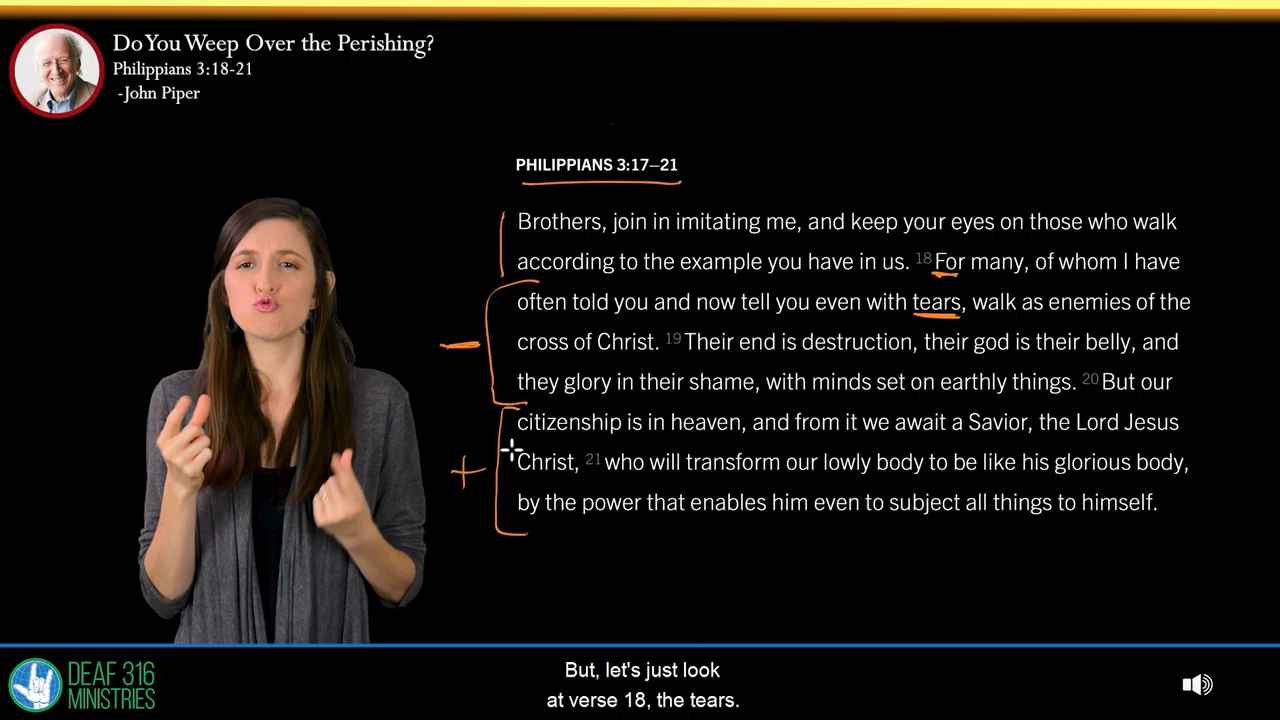 Do You Weep Over the Perishing?
Philippians 3:18-21
-John Piper
PHILIPPIANS 3:17–21
Brothers, join in imitating me, and keep your eyes on those who walk
according to the example you have in us. 18 For many, of whom I have
often told you and now tell you even with tears, walk as enemies of the
cross of Christ. 19 Their end is destruction, their god is their belly, and
they glory in their shame, with minds set on earthly things. 20 But our
citizenship is in heaven, and from it we await a Savior, the Lord Jesus
Christ, 21 who will transform our lowly body to be like his glorious body,
by the power that enables him even to subject all things to himself.
−
+
DEAF 316
MINISTRIES
But, let's just look
at verse 18, the tears.